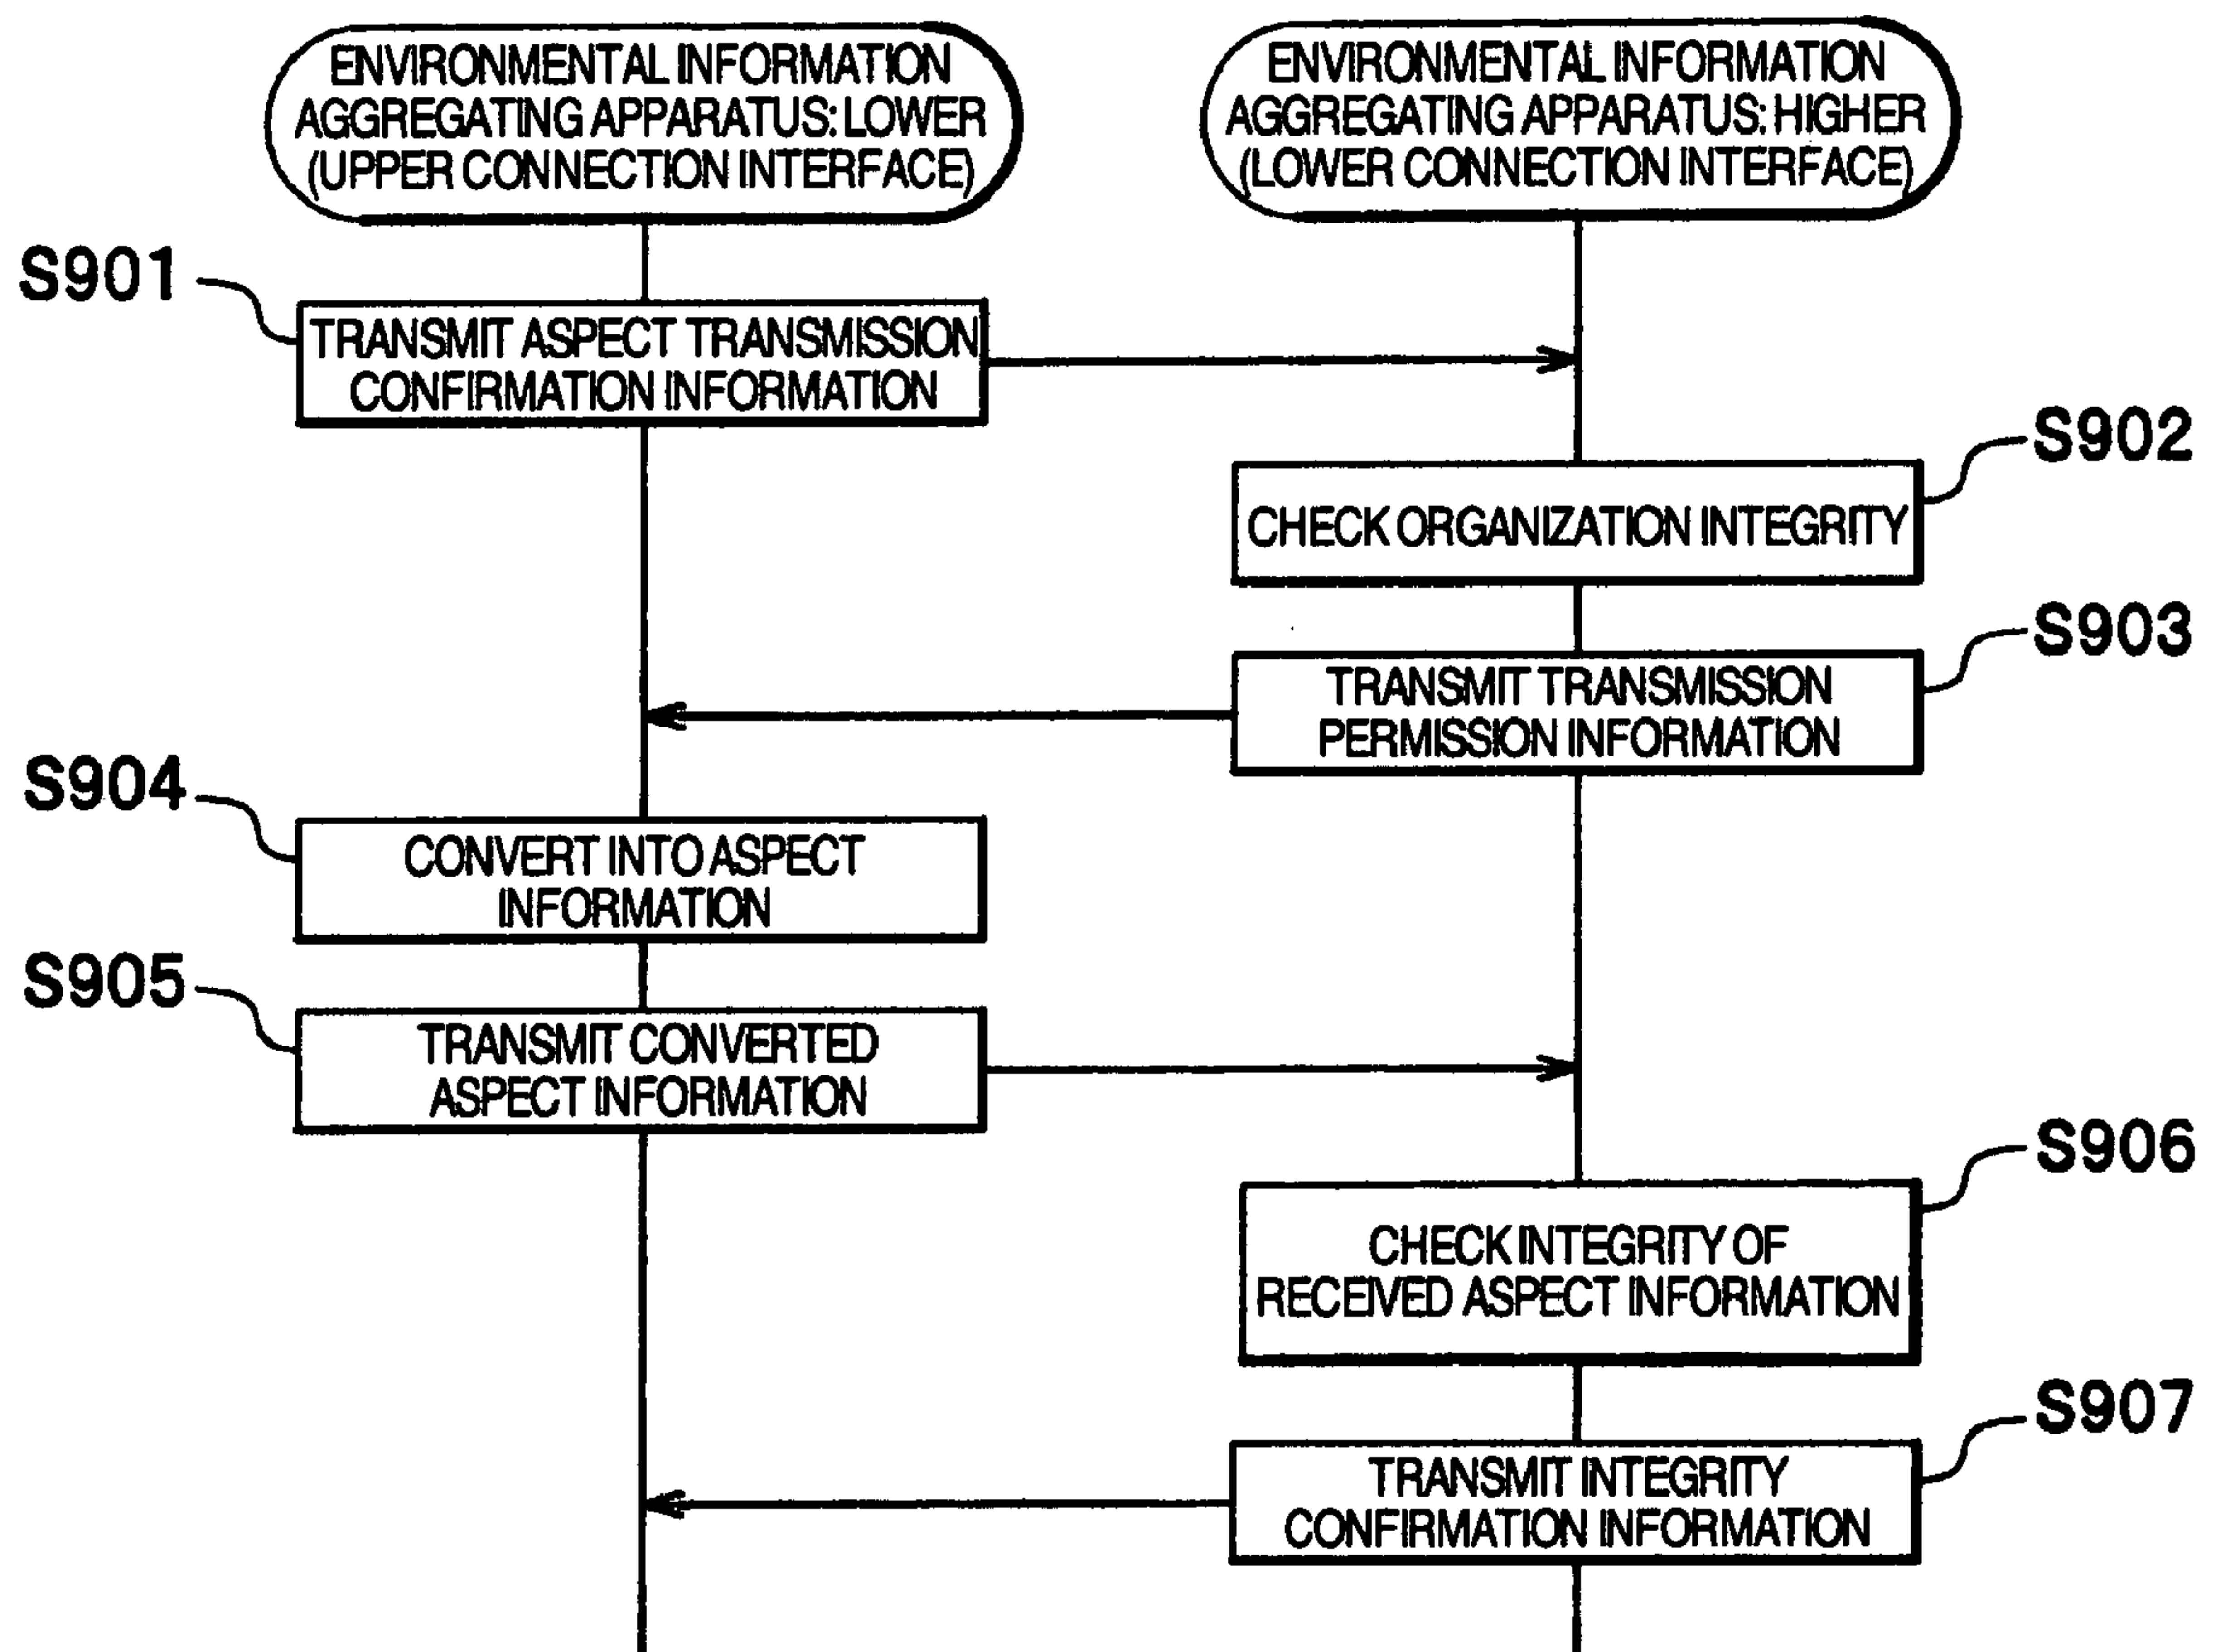 ENVIRONMENTAL INFORMATION
AGGREGATING APPARATUS: LOWER
(UPPER CONNECTION INTERFACE)
ENVIRONMENTAL INFORMATION
AGGREGATING APPARATUS: HIGHER
(LOWER CONNECTION INTERFACE)
S901
TRANSMIT ASPECT TRANSMISSION
CONFIRMATION INFORMATION
S902
CHECK ORGANIZATION INTEGRITY
S903
TRANSMIT TRANSMISSION
PERMISSION INFORMATION
S904
CONVERT INTO ASPECT
INFORMATION
S905
TRANSMIT CONVERTED
ASPECT INFORMATION
S906
CHECK INTEGRITY OF
RECEIVED ASPECT INFORMATION
S907
TRANSMIT INTEGRITY
CONFIRMATION INFORMATION